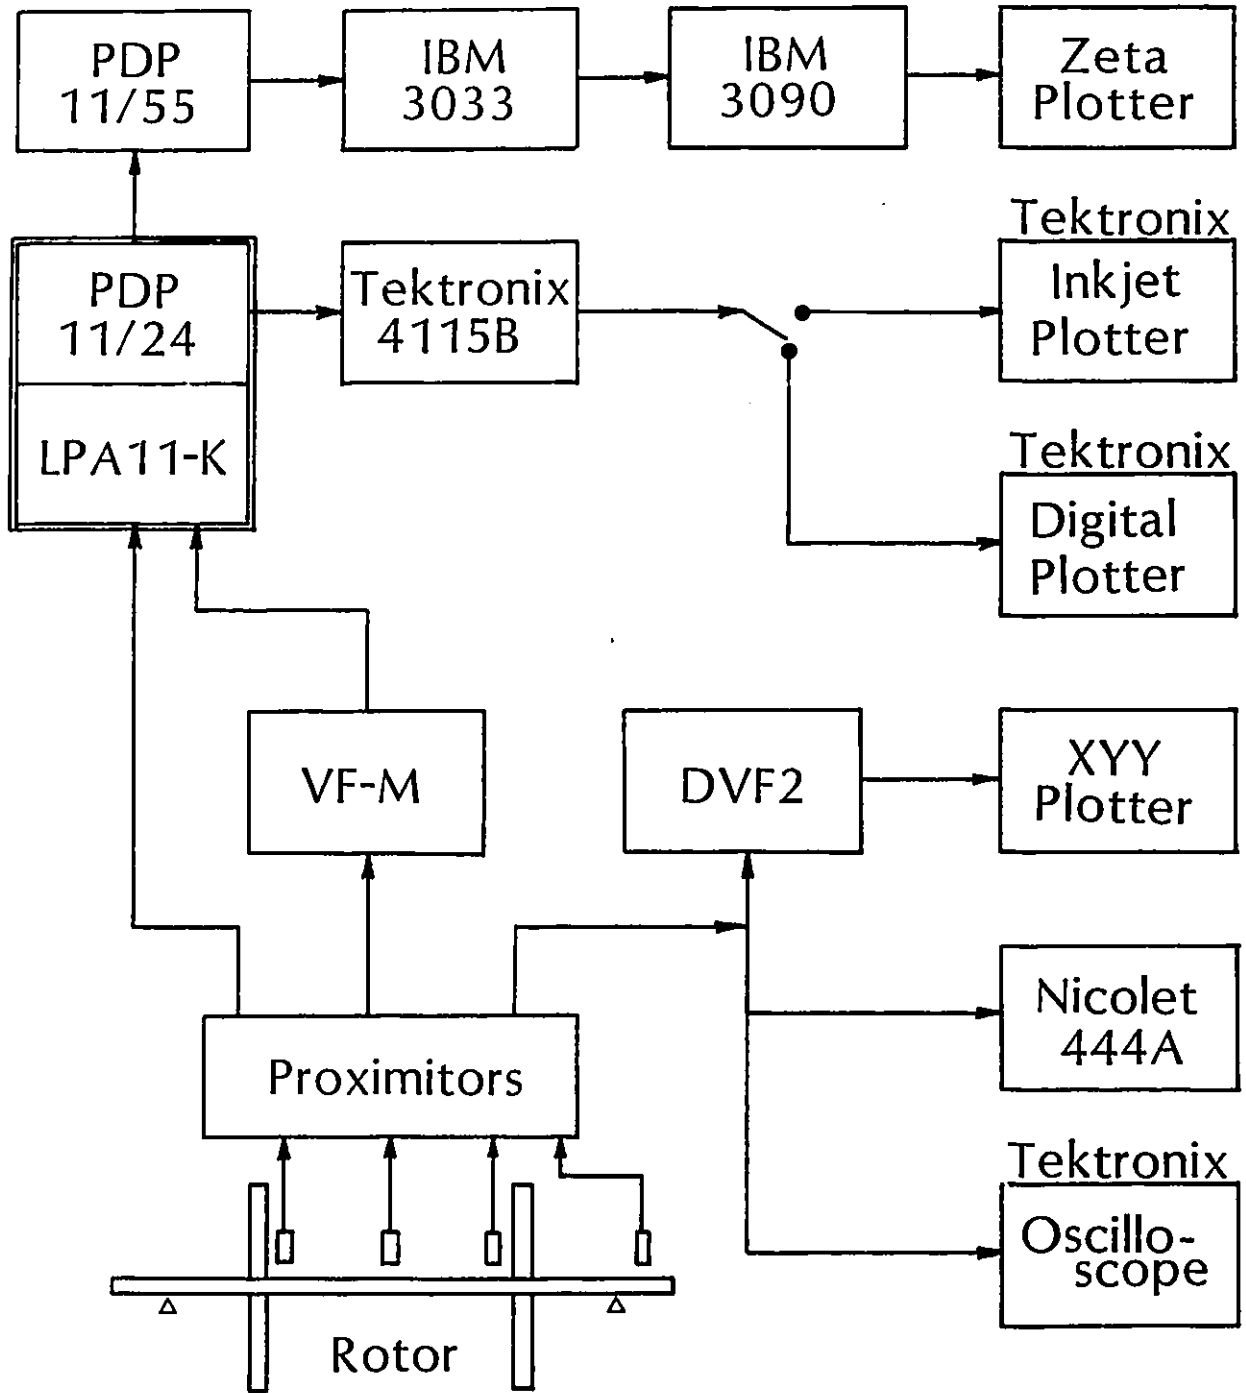 PDP
11/55
IBM
3033
IBM
3090
Zeta
Plotter
PDP
11/24
LPA11-K
Tektronix
4115B
Tektronix
Inkjet
Plotter
Tektronix
Digital
Plotter
VF-M
DVF2
XYY
Plotter
Proximitors
Nicolet
444A
Tektronix
Oscillo-
scope
Rotor